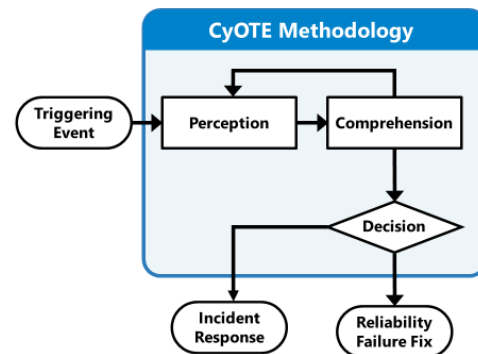 CyOTE Methodology
Triggering
Event
Perception
Comprehension
Decision
Incident
Response
Reliability
Failure Fix